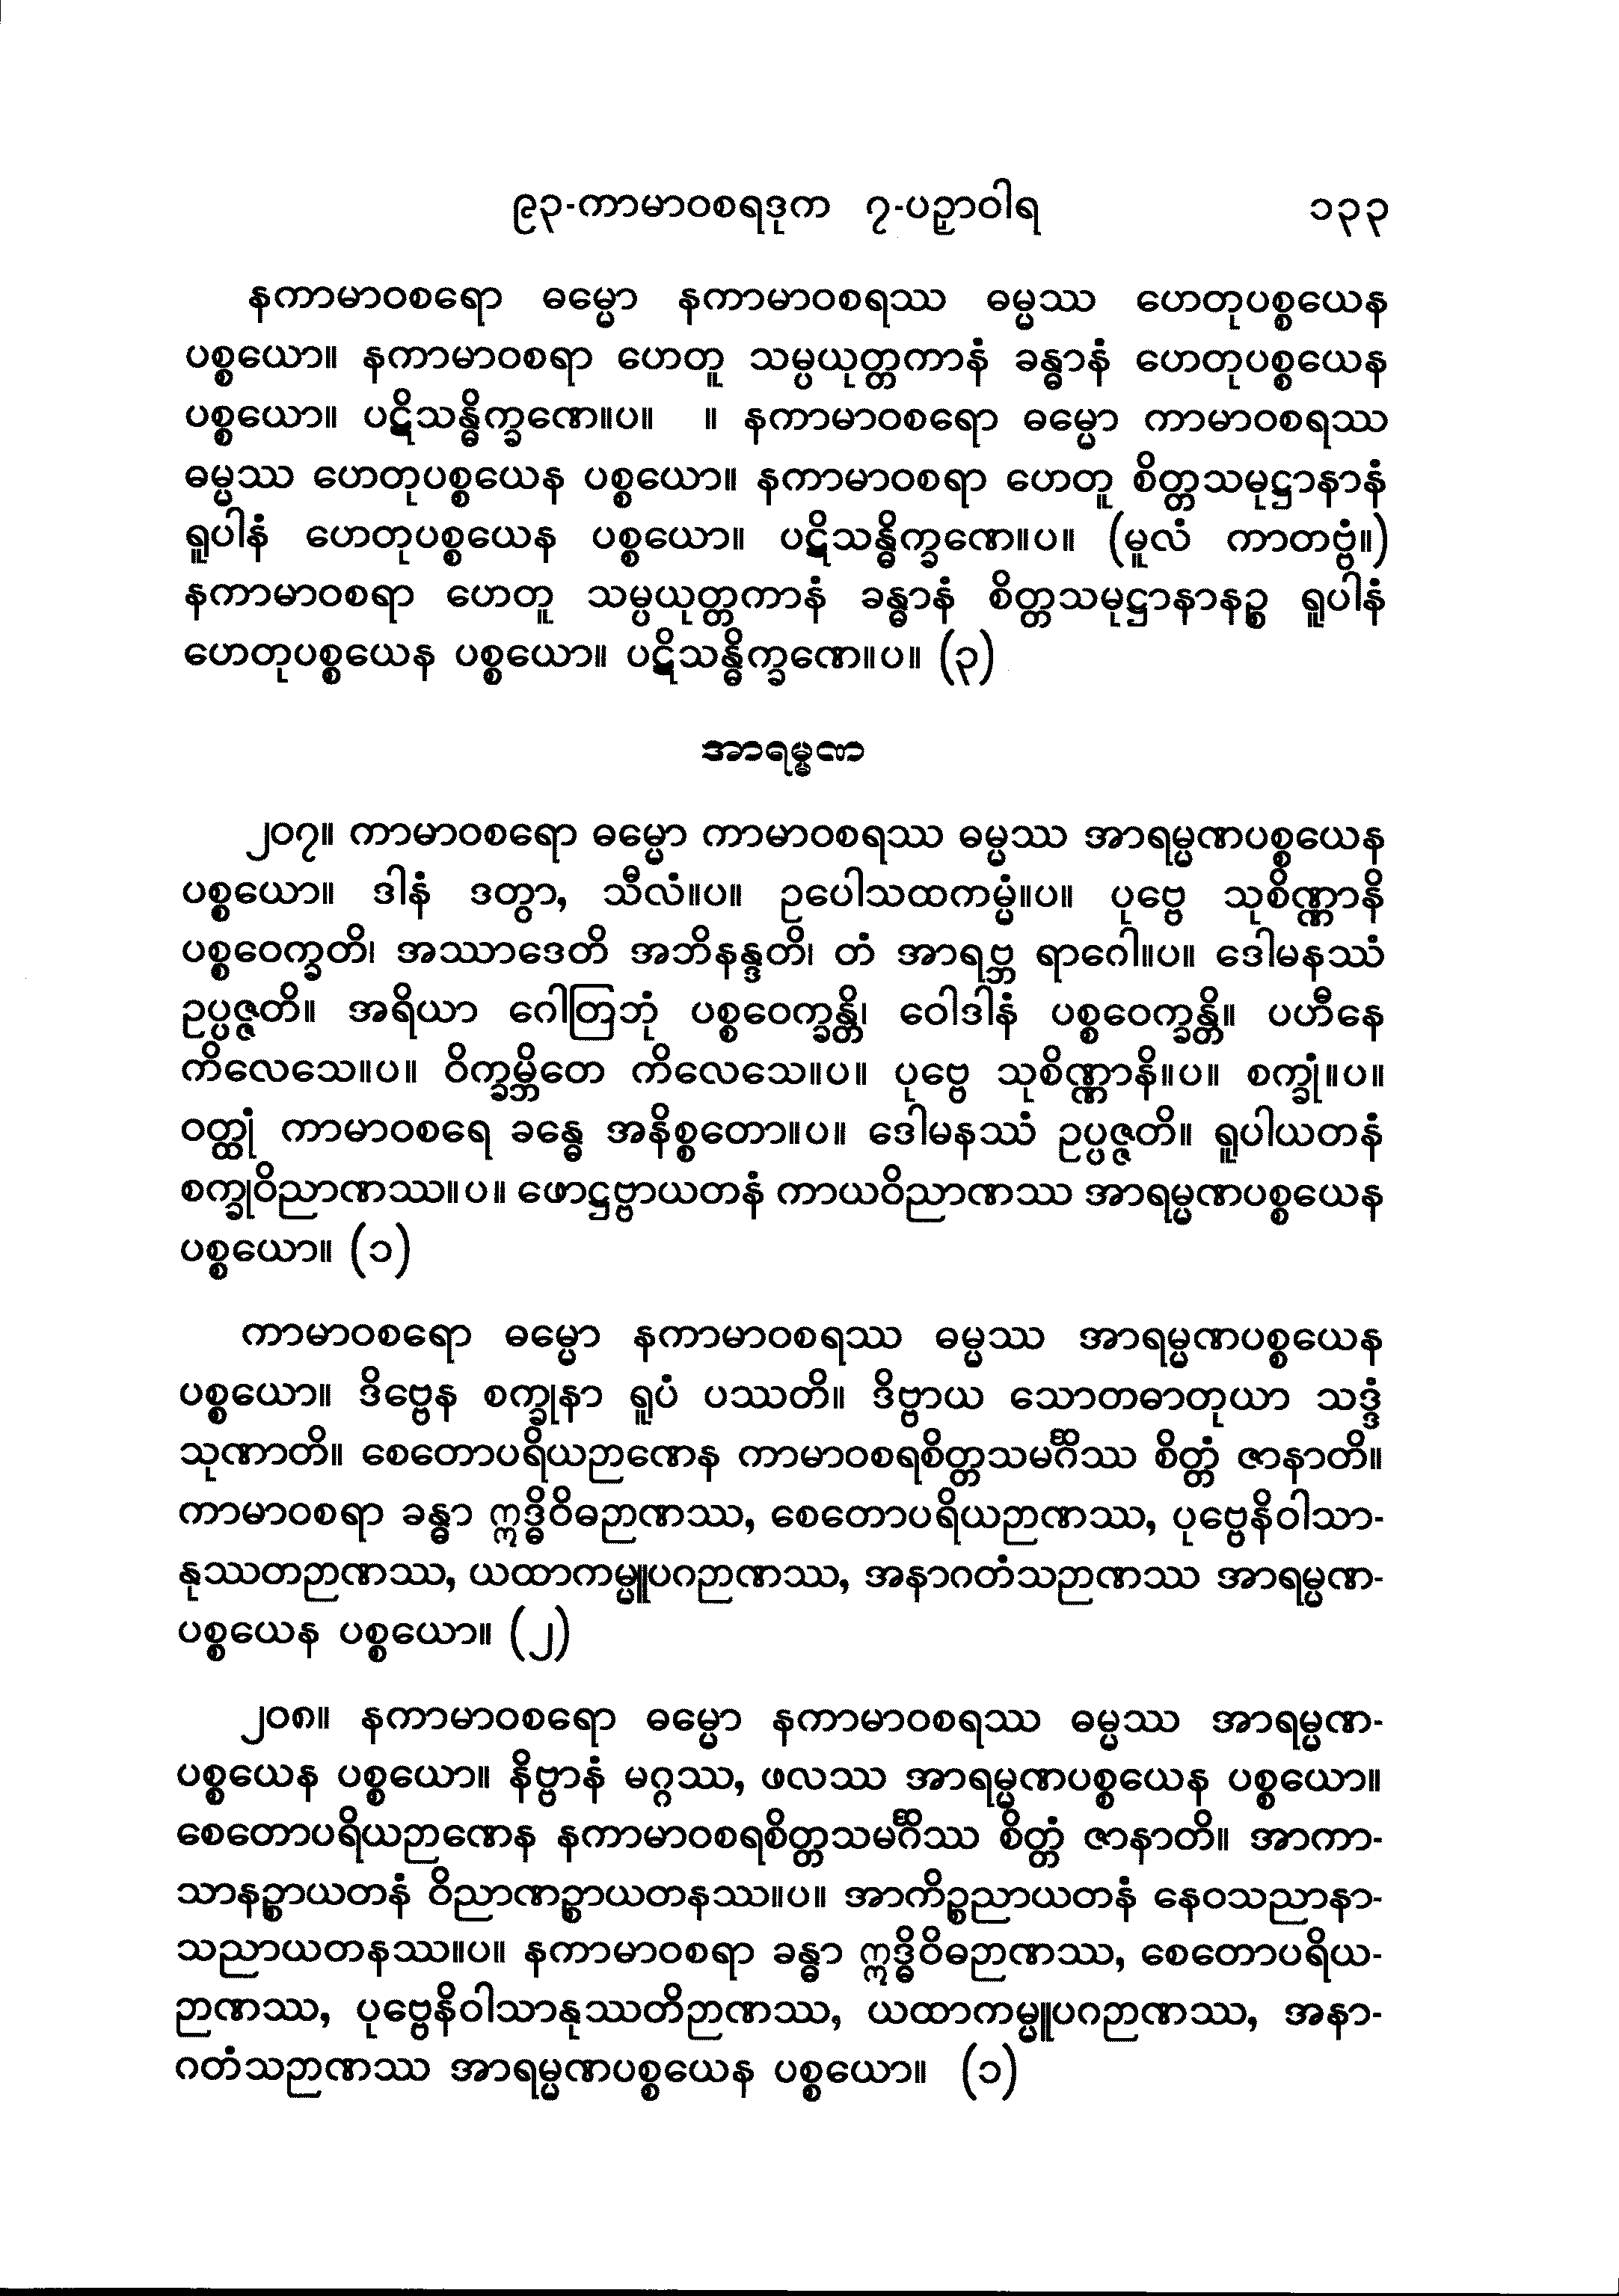 ၉၃-ကာမာဝစရဒုက ၇-ပဉှာဝါရ ၁၃၃
နကာမာဝစရော ဓမ္မော နကာမာဝစရဿ ဓမ္မဿ ဟေတုပစ္စယေန
ပစ္စယော။ နကာမာဝစရာ ဟေတူ သမ္ပယုတ္တကာနံ ခန္ဓာနံ ဟေတုပစ္စယေန
ပစ္စယော။ ပဋိသန္ဓိက္ခဏေ။ပ။ ။ နကာမာဝစရော ဓမ္မော ကာမာဝစရဿ
ဓမ္မဿ ဟေတုပစ္စယေန ပစ္စယော။ နကာမာဝစရာ ဟေတူ စိတ္တသမုဋ္ဌာနာနံ
ရူပါနံ ဟေတုပစ္စယေန ပစ္စယော။ ပဋိသန္ဓိက္ခဏေ။ပ။ (မူလံ ကာတဗ္ဗံ။)
နကာမာဝစရာ ဟေတူ သမ္ပယုတ္တကာနံ ခန္ဓာနံ စိတ္တသမုဋ္ဌာနာနဉ္စ ရူပါနံ
ဟေတုပစ္စယေန ပစ္စယော။ ပဋိသန္ဓိက္ခဏေ။ပ။ (၃)
အာရမ္မဏ
၂၀၇။ ကာမာဝစရော ဓမ္မော ကာမာဝစရဿ ဓမ္မဿ အာရမ္မဏပစ္စယေန
ပစ္စယော။ ဒါနံ ဒတွာ, သီလံ။ပ။ ဥပေါသထကမ္မံ။ပ။ ပုဗ္ဗေ သုစိဏ္ဏာနိ
ပစ္စဝေက္ခတိ၊ အဿာဒေတိ အဘိနန္ဒတိ၊ တံ အာရဗ္ဘ ရာဂေါ။ပ။ ဒေါမနဿံ
ဥပ္ပဇ္ဇတိ။ အရိယာ ဂေါတြဘုံ ပစ္စဝေက္ခန္တိ၊ ဝေါဒါနံ ပစ္စဝေက္ခန္တိ။ ပဟီနေ
ကိလေသေ။ပ။ ဝိက္ခမ္ဘိတေ ကိလေသေ။ပ။ ပုဗ္ဗေ သုစိဏ္ဏာနိ။ပ။ စက္ခုံ။ပ။
ဝတ္ထုံ ကာမာဝစရေ ခန္ဓေ အနိစ္စတော။ပ။ ဒေါမနဿံ ဥပ္ပဇ္ဇတိ။ ရူပါယတနံ
စက္ခုဝိညာဏဿ။ပ။ ဖောဋ္ဌဗ္ဗာယတနံ ကာယဝိညာဏဿ အာရမ္မဏပစ္စယေန
ပစ္စယော။ (၁)
ကာမာဝစရော ဓမ္မော နကာမာဝစရဿ ဓမ္မဿ အာရမ္မဏပစ္စယေန
ပစ္စယော။ ဒိဗ္ဗေန စက္ခုနာ ရူပံ ပဿတိ။ ဒိဗ္ဗာယ သောတဓာတုယာ သဒ္ဒံ
သုဏာတိ။ စေတောပရိယဉာဏေန ကာမာဝစရစိတ္တသမင်္ဂိဿ စိတ္တံ ဇာနာတိ။
ကာမာဝစရာ ခန္ဓာ ဣဒ္ဓိဝိဓဉာဏဿ, စေတောပရိယဉာဏဿ, ပုဗ္ဗေနိဝါသာ-
နုဿတဉာဏဿ, ယထာကမ္မူပဂဉာဏဿ, အနာဂတံသဉာဏဿ အာရမ္မဏ-
ပစ္စယေန ပစ္စယော။ (၂)
၂၀၈။ နကာမာဝစရော ဓမ္မော နကာမာဝစရဿ ဓမ္မဿ အာရမ္မဏ-
ပစ္စယေန ပစ္စယော။ နိဗ္ဗာနံ မဂ္ဂဿ, ဖလဿ အာရမ္မဏပစ္စယေန ပစ္စယော။
စေတောပရိယဉာဏေန နကာမာဝစရစိတ္တသမင်္ဂိဿ စိတ္တံ ဇာနာတိ။ အာကာ-
သာနဉ္စာယတနံ ဝိညာဏဉ္စာယတနဿ။ပ။ အာကိဉ္စညာယတနံ နေဝသညာနာ-
သညာယတနဿ။ပ။ နကာမာဝစရာ ခန္ဓာ ဣဒ္ဓိဝိဓဉာဏဿ, စေတောပရိယ-
ဉာဏဿ, ပုဗ္ဗေနိဝါသာနုဿတိဉာဏဿ, ယထာကမ္မူပဂဉာဏဿ, အနာ-
ဂတံသဉာဏဿ အာရမ္မဏပစ္စယေန ပစ္စယော။ (၁)